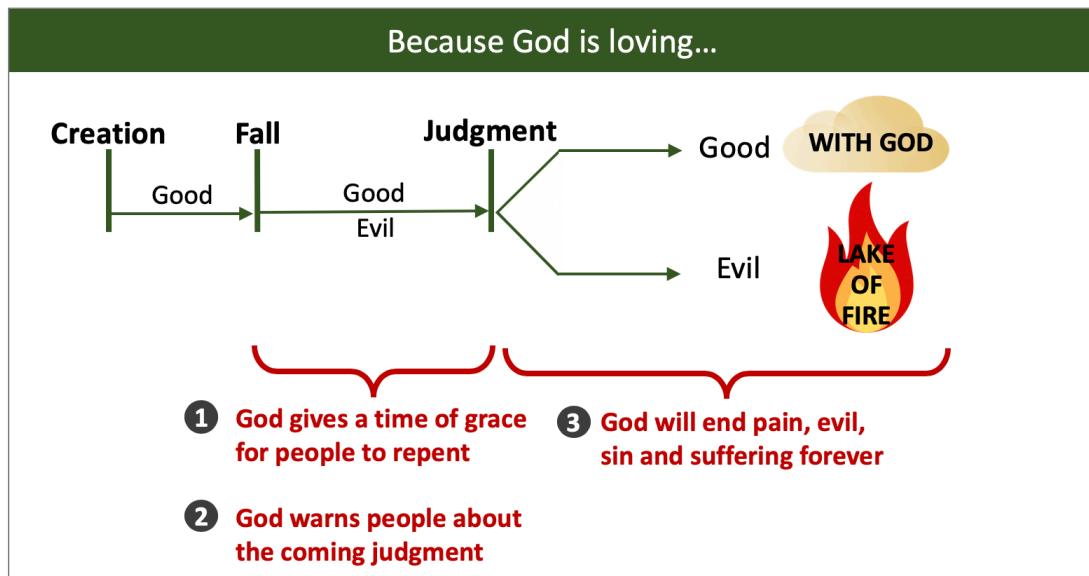 Because God is loving...
Creation
Fall
Judgment
Good
Good
Evil
Good
WITH GOD
Evil
LAKE
OF
FIRE
1 God gives a time of grace
for people to repent
2 God warns people about
the coming judgment
3 God will end pain, evil,
sin and suffering forever